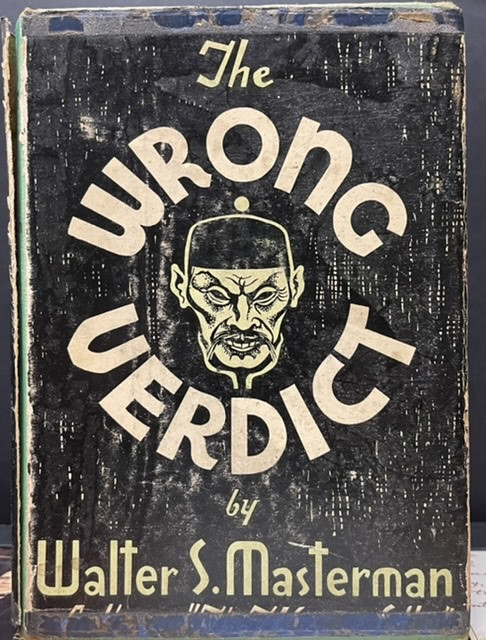 The
WRONG
VERDICT
by
Walter S. Masterman